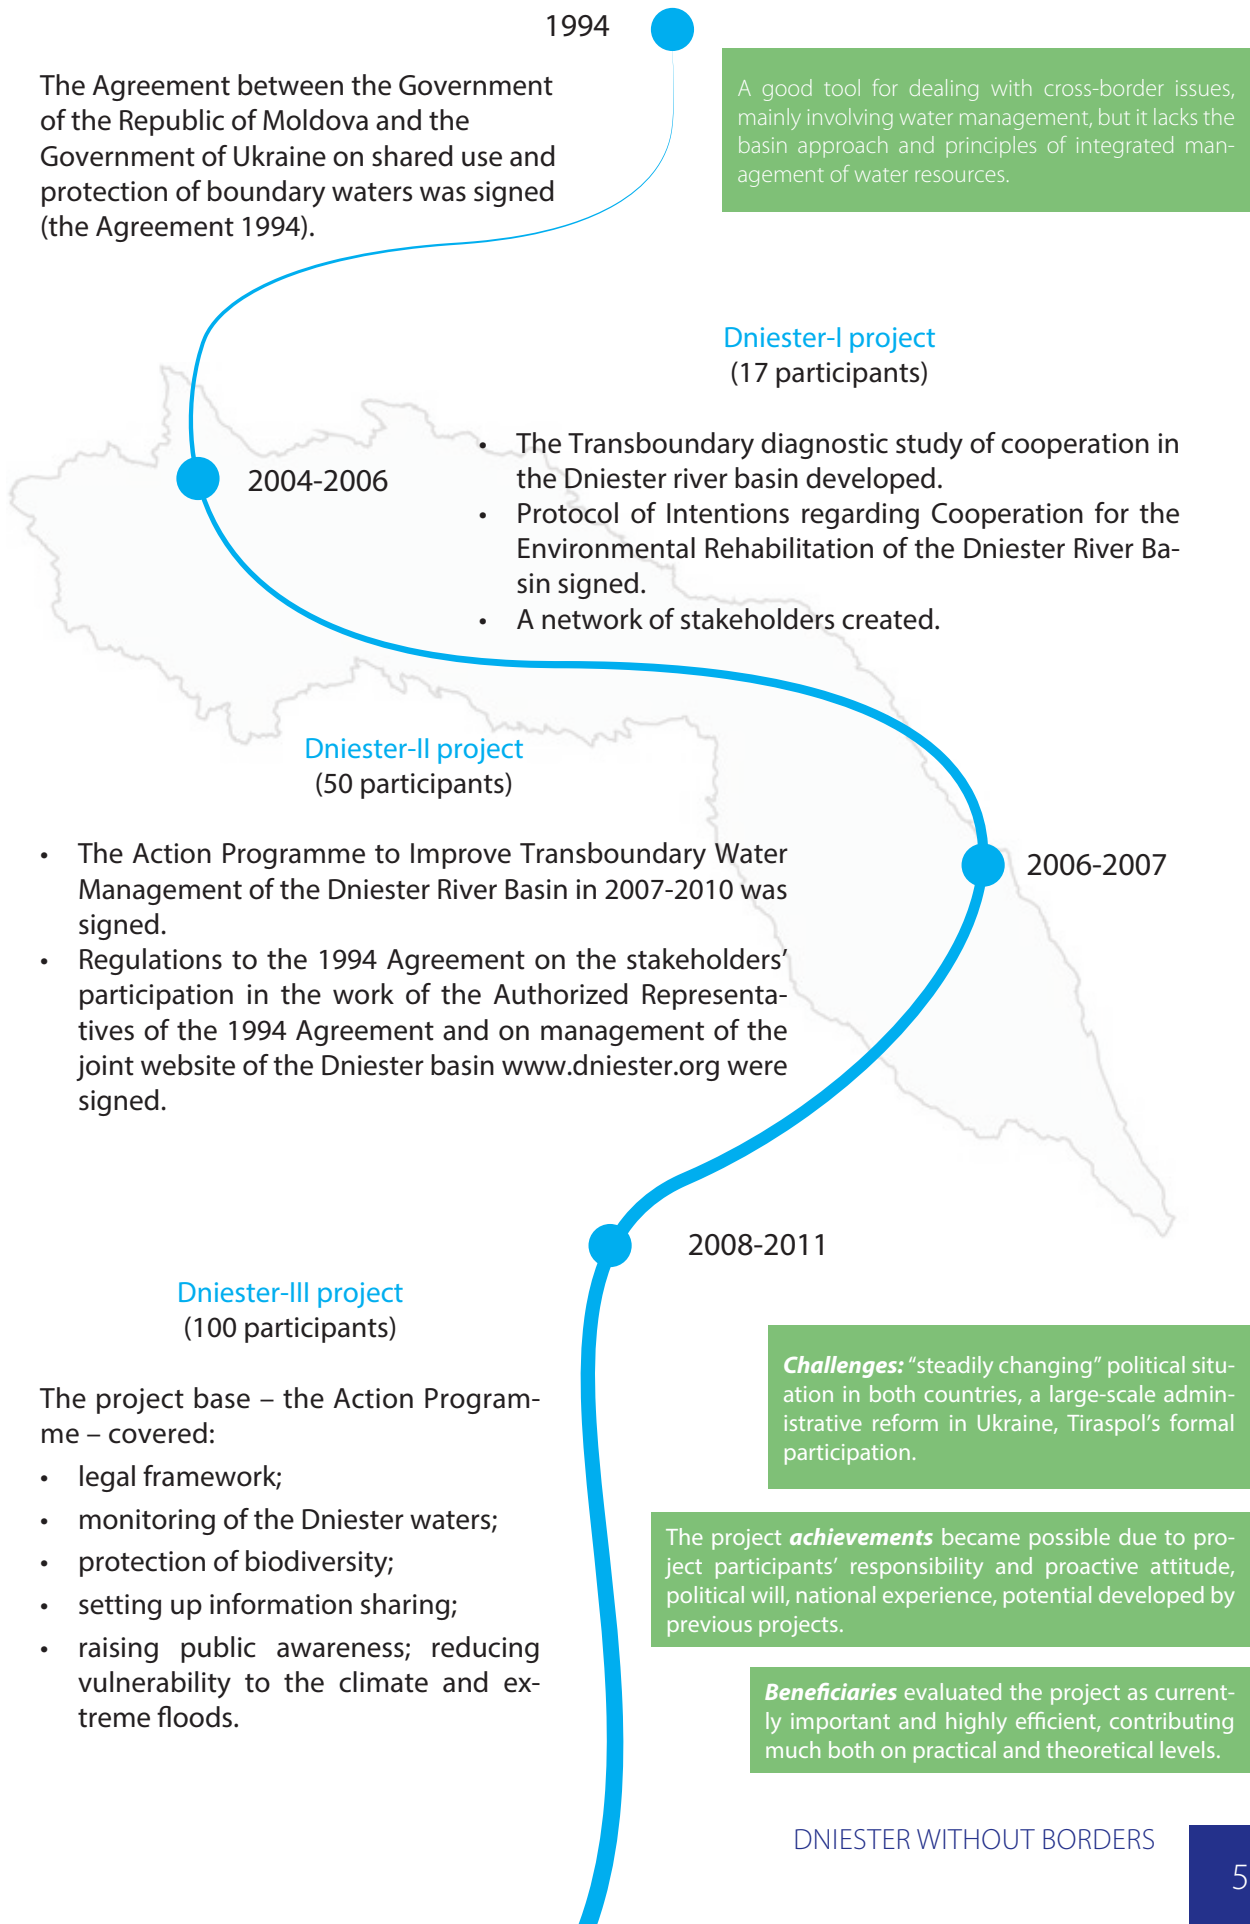 1994
The Agreement between the Government
of the Republic of Moldova and the
Government of Ukraine on shared use and
protection of boundary waters was signed
(the Agreement 1994).
A good tool for dealing with cross-border issues,
mainly involving water management, but it lacks the
basin approach and principles of integrated man-
agement of water resources.
Dniester-I project
(17 participants)
2004-2006
• The Transboundary diagnostic study of cooperation in
the Dniester river basin developed.
• Protocol of Intentions regarding Cooperation for the
Environmental Rehabilitation of the Dniester River Ba-
sin signed.
• A network of stakeholders created.
Dniester-II project
(50 participants)
• The Action Programme to Improve Transboundary Water
Management of the Dniester River Basin in 2007-2010 was
signed.
• Regulations to the 1994 Agreement on the stakeholders'
participation in the work of the Authorized Representa-
tives of the 1994 Agreement and on management of the
joint website of the Dniester basin www.dniester.org were
signed.
2006-2007
2008-2011
Dniester-III project
(100 participants)
The project base – the Action Program-
me – covered:
• legal framework;
• monitoring of the Dniester waters;
• protection of biodiversity;
• setting up information sharing;
• raising public awareness; reducing
vulnerability to the climate and ex-
treme floods.
Challenges: "steadily changing" political situ-
ation in both countries, a large-scale admin-
istrative reform in Ukraine, Tiraspol's formal
participation.
The project achievements became possible due to pro-
ject participants' responsibility and proactive attitude,
political will, national experience, potential developed by
previous projects.
Beneficiaries evaluated the project as current-
ly important and highly efficient, contributing
much both on practical and theoretical levels.
DNIESTER WITHOUT BORDERS
5